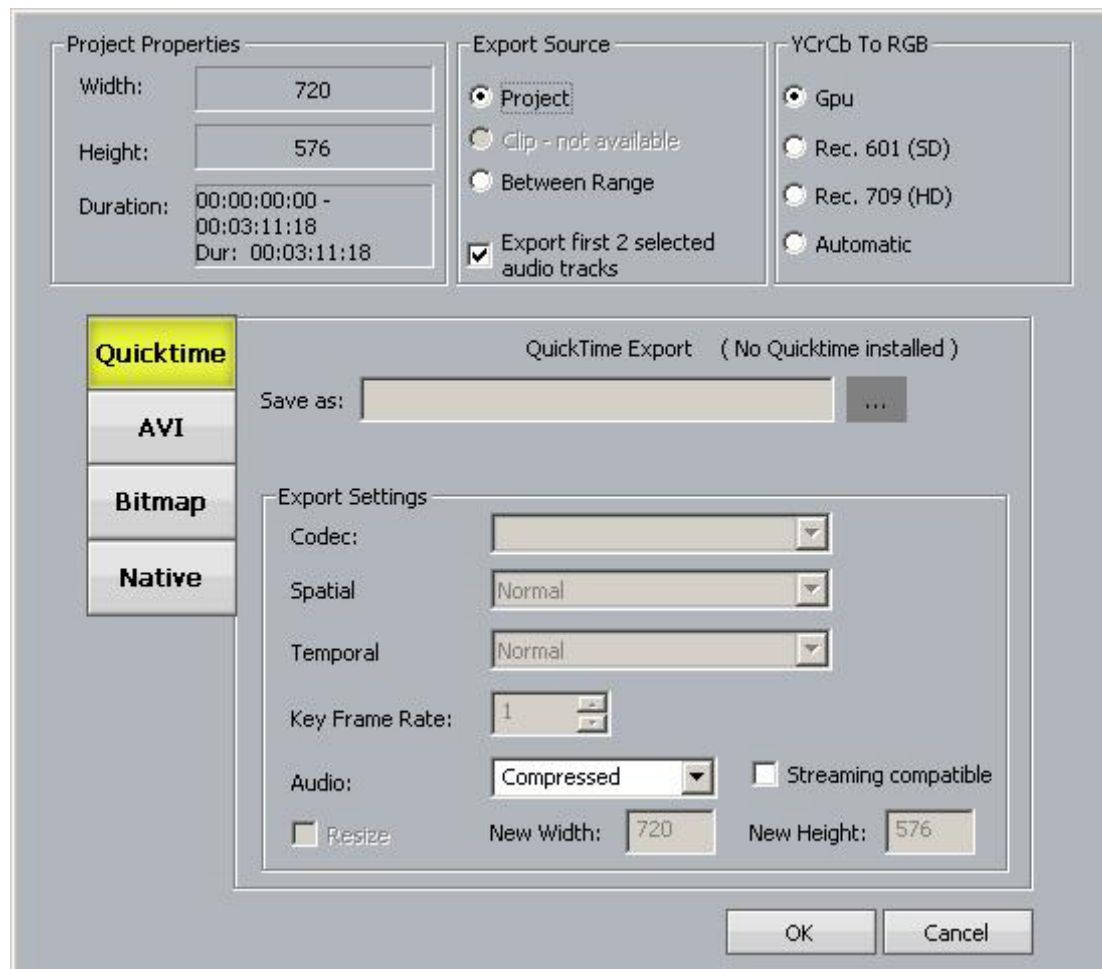 Project Properties
Width: 720
Height: 576
Duration: 00:00:00:00 -
00:03:11:18
Dur: 00:03:11:18
Export Source
Project
Clip - not available
Between Range
Export first 2 selected
audio tracks
YCrCb To RGB
Gpu
Rec. 601 (SD)
Rec. 709 (HD)
Automatic
Quicktime
AVI
Bitmap
Native
QuickTime Export ( No Quicktime installed )
Save as: ...
Export Settings
Codec:
Spatial Normal
Temporal Normal
Key Frame Rate: 1
Audio: Compressed Streaming compatible
Resize New Width: 720 New Height: 576
OK Cancel